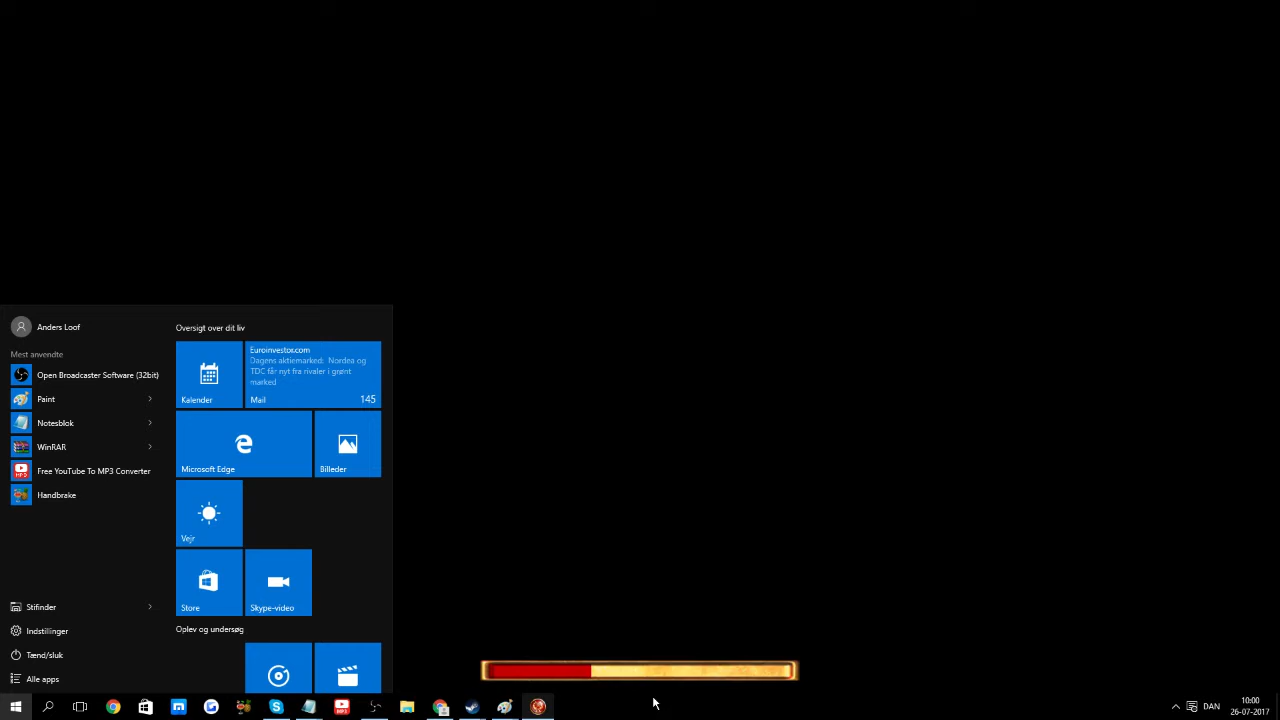 Anders Loof
Mest anvendte
Open Broadcaster Software (32bit)
Paint
Notesblok
WinRAR
Free YouTube To MP3 Converter
Handbrake
Stifinder
Indstillinger
Tænd/sluk
Alle apps
Oversigt over dit liv
Kalender
Euroinvestor.com
Dagens aktiemarked: Nordea og
TDC får nyt fra rivaler i grønt
marked
Mail 145
Microsoft Edge
Billeder
Vejr
Store
Skype-video
Oplev og undersøg
MP3
DAN
10:00
26-07-2017